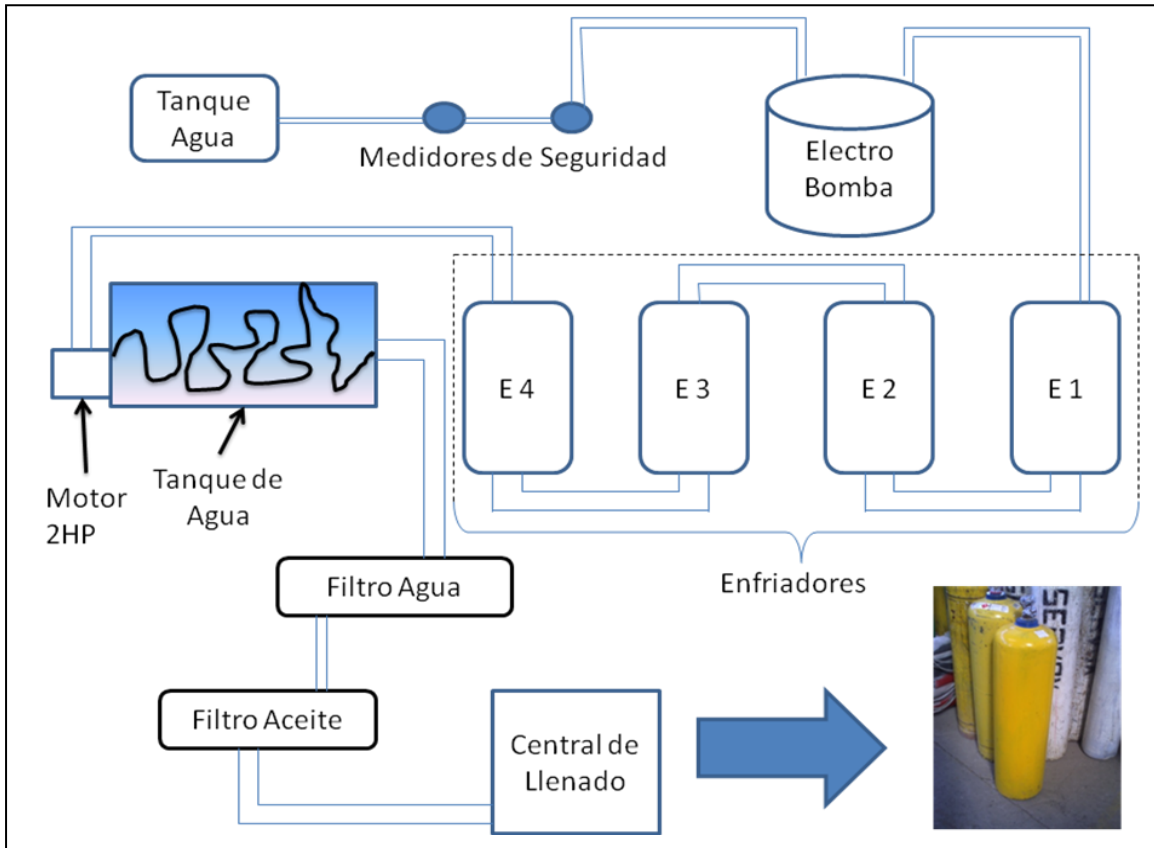 Tanque
Agua
Medidores de Seguridad
Electro
Bomba
E 4
E 3
E 2
E 1
Motor
2HP
Tanque de
Agua
Enfriadores
Filtro Agua
Filtro Aceite
Central de
Llenado